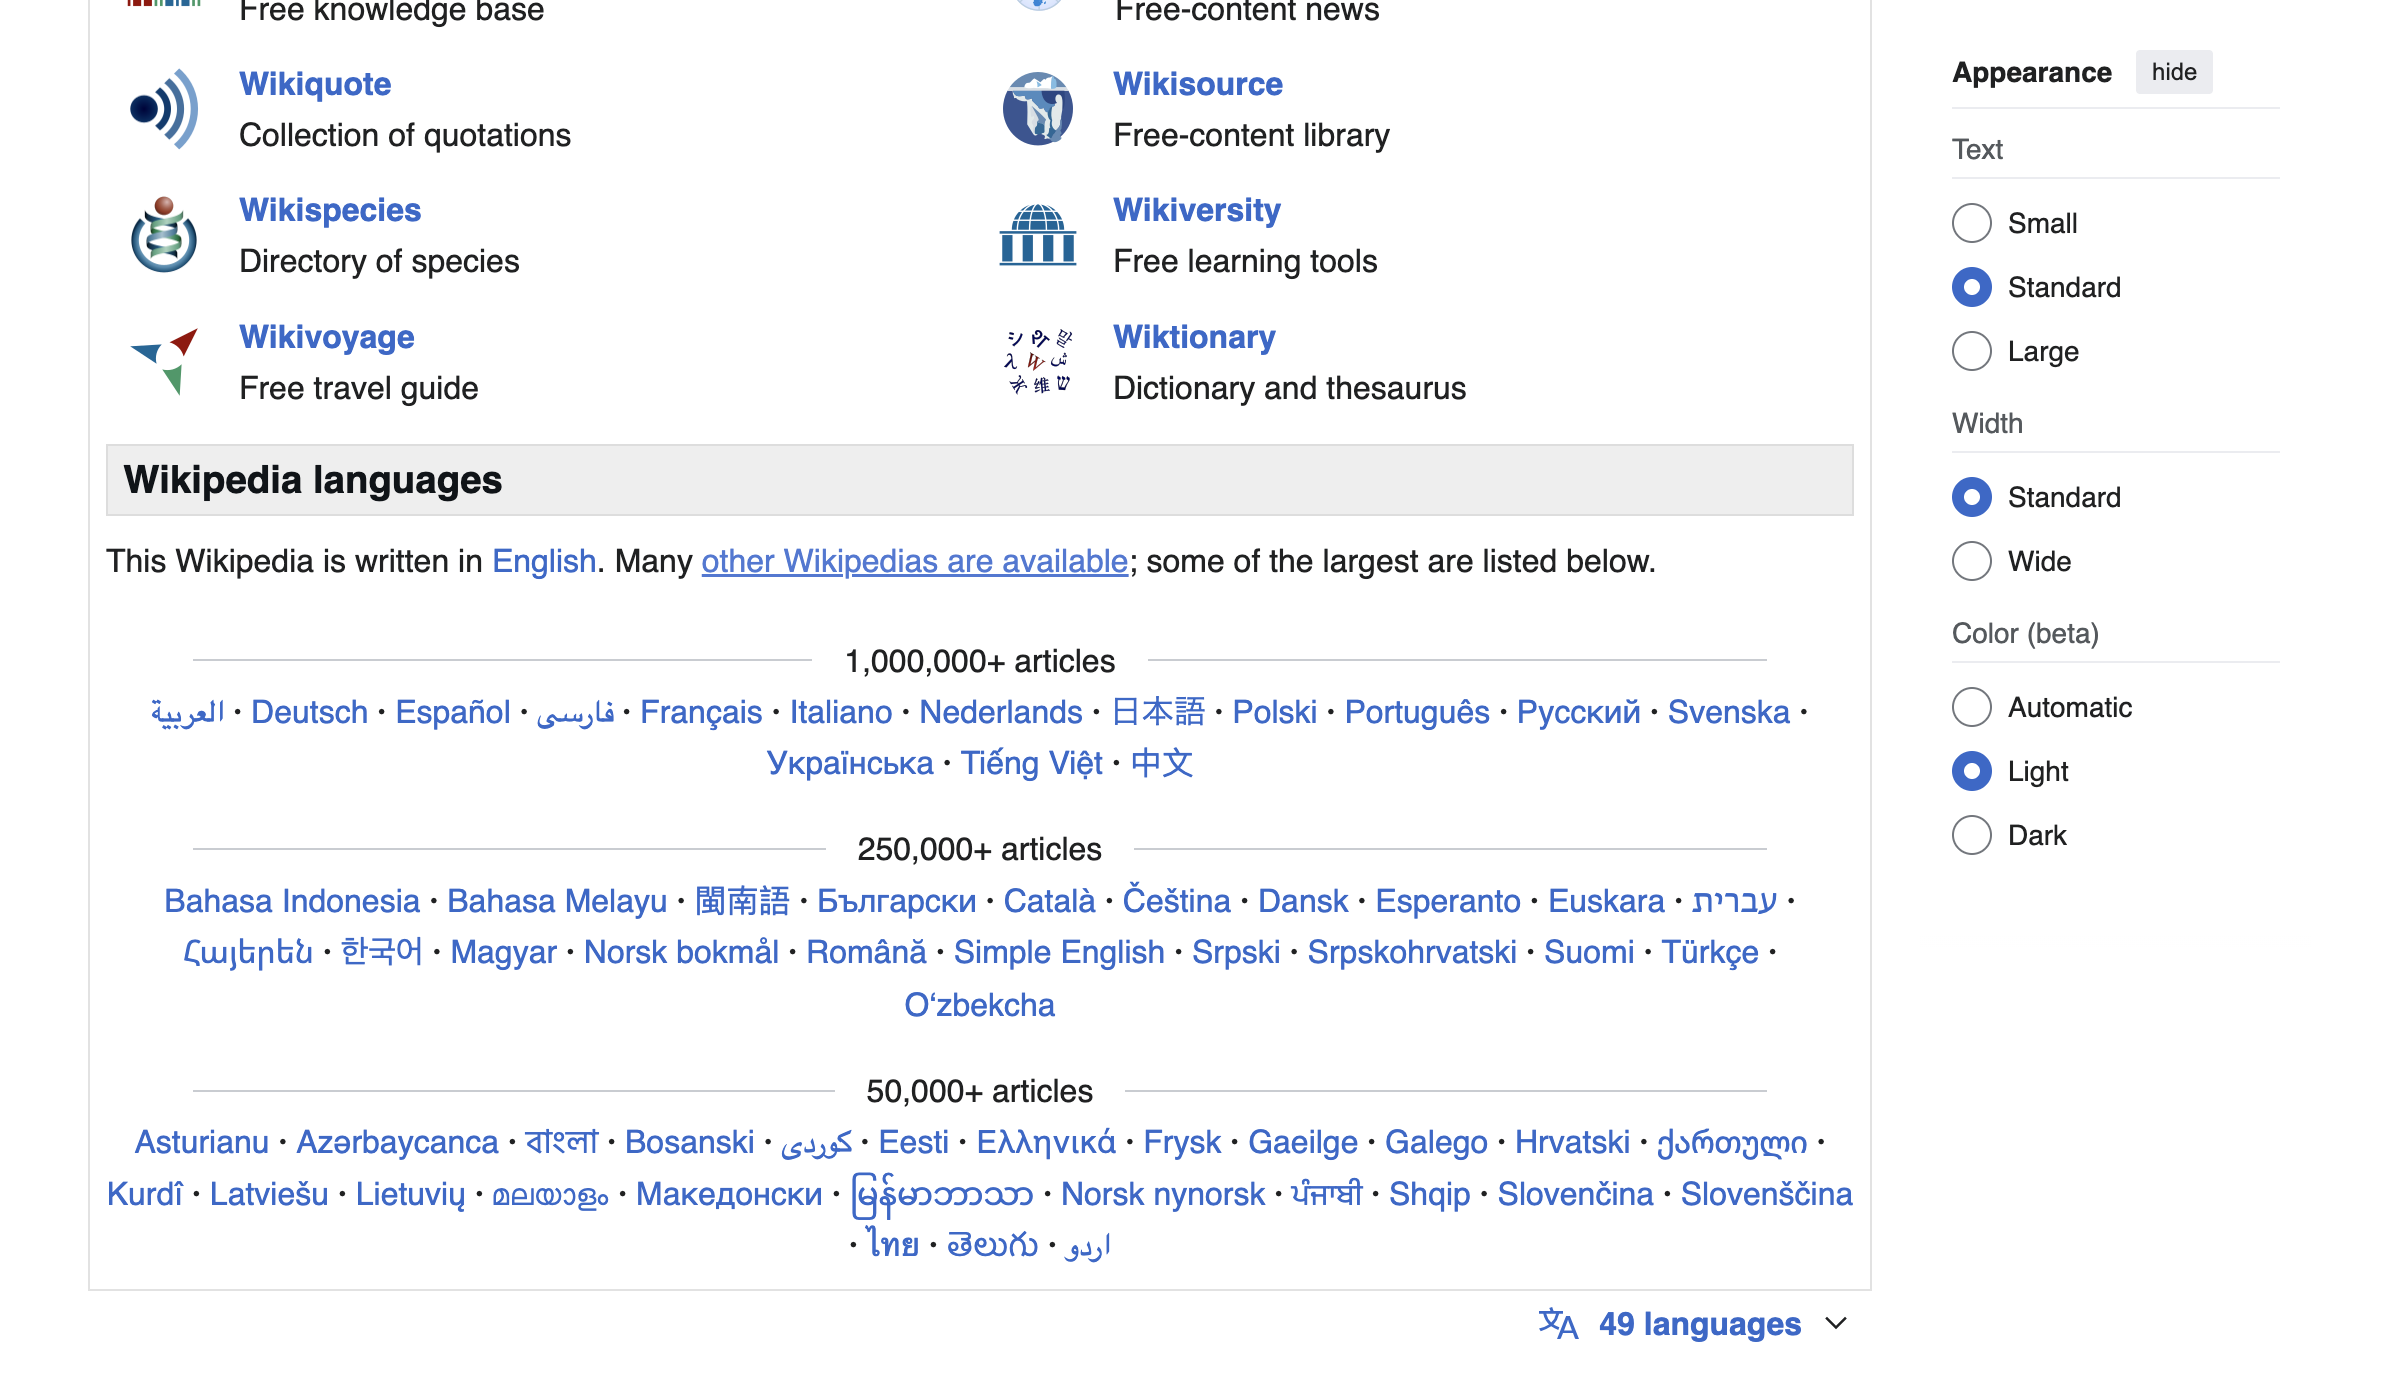 Free knowledge base
Free-content news
Wikiquote
Collection of quotations
Wikisource
Free-content library
Wikispecies
Directory of species
Wikiversity
Free learning tools
Wikivoyage
Free travel guide
Wiktionary
Dictionary and thesaurus
Wikipedia languages
This Wikipedia is written in English. Many other Wikipedias are available; some of the largest are listed below.
1,000,000+ articles
العربية · Deutsch · Español · فارسی · Français · Italiano · Nederlands · 日本語 · Polski · Português · Русский · Svenska ·
Українська · Tiếng Việt · 中文
250,000+ articles
Bahasa Indonesia · Bahasa Melayu · 閩南語 · Български · Català · Čeština · Dansk · Esperanto · Euskara · עברית ·
Հայերեն · 한국어 · Magyar · Norsk bokmål · Română · Simple English · Srpski · Srpskohrvatski · Suomi · Türkçe ·
Oʻzbekcha
50,000+ articles
Asturianu · Azərbaycanca · বাংলা · Bosanski · کوردی · Eesti · Ελληνικά · Frysk · Gaeilge · Galego · Hrvatski · ქართული ·
Kurdî · Latviešu · Lietuvių · മലയാളം · Македонски · မြန်မာဘာသာ · Norsk nynorsk · ਪੰਜਾਬੀ · Shqip · Slovenčina · Slovenščina
· ไทย · తెలుగు · اردو
49 languages
Appearance hide
Text
Small
Standard
Large
Width
Standard
Wide
Color (beta)
Automatic
Light
Dark